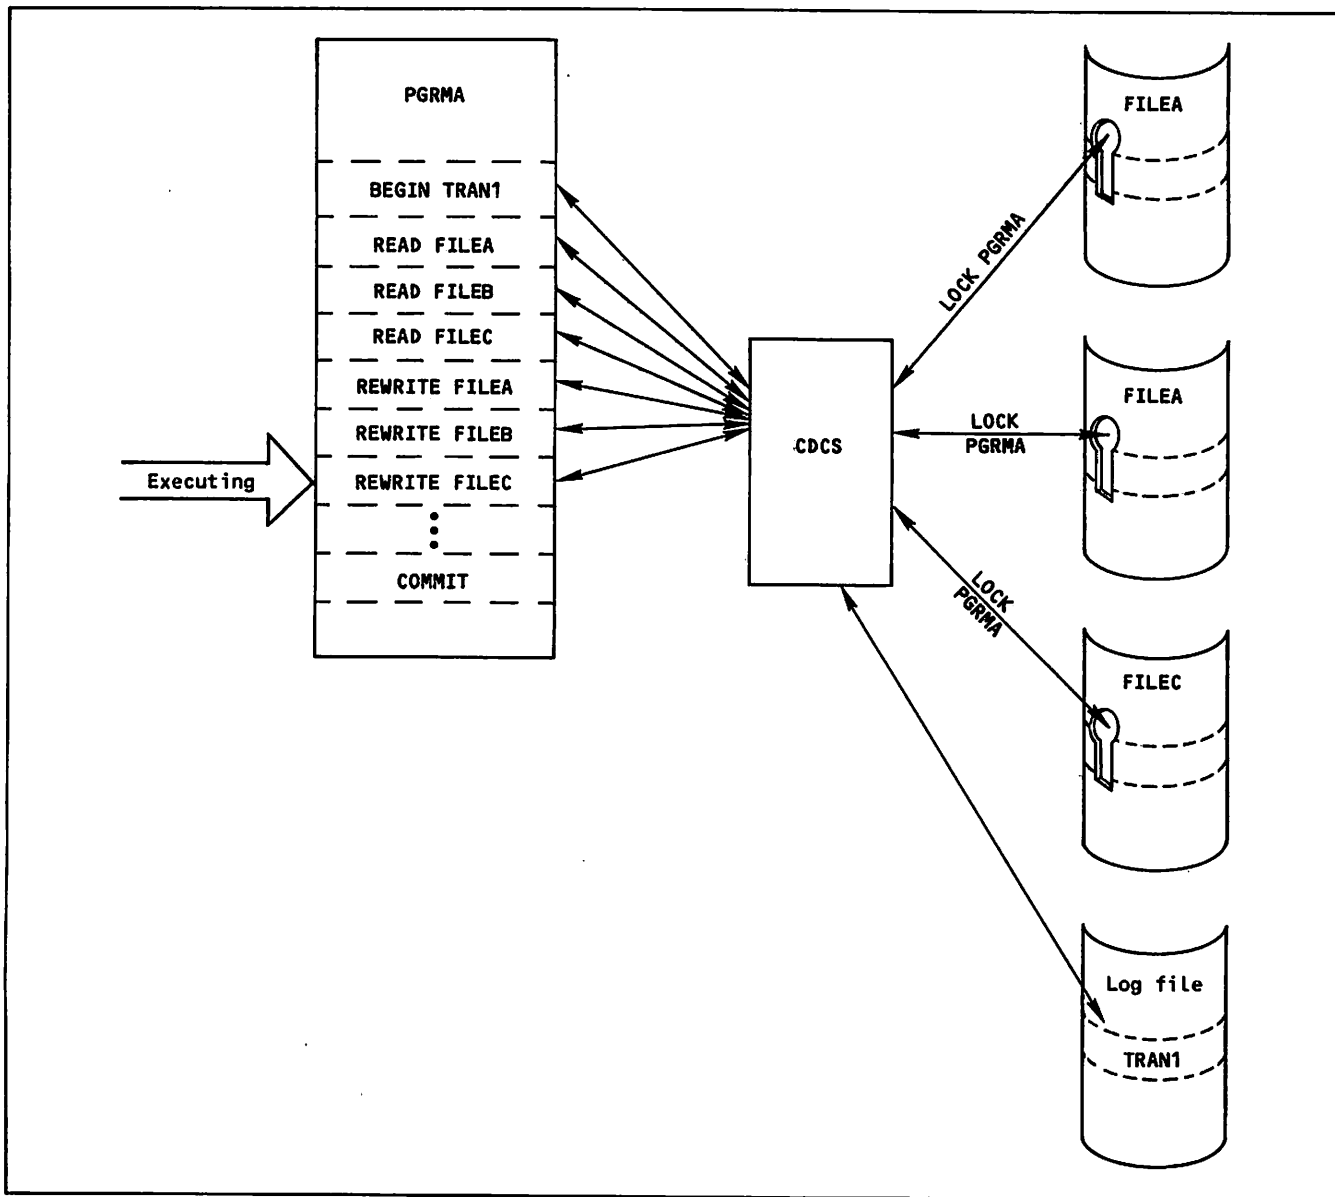 PGRMA
BEGIN TRAN1
READ FILEA
READ FILEB
READ FILEC
REWRITE FILEA
REWRITE FILEB
REWRITE FILEC
COMMIT
Executing
CDCS
LOCK PGRMA
LOCK
PGRMA
LOCK
PGRMA
FILEA
FILEA
FILEC
Log file
TRAN1